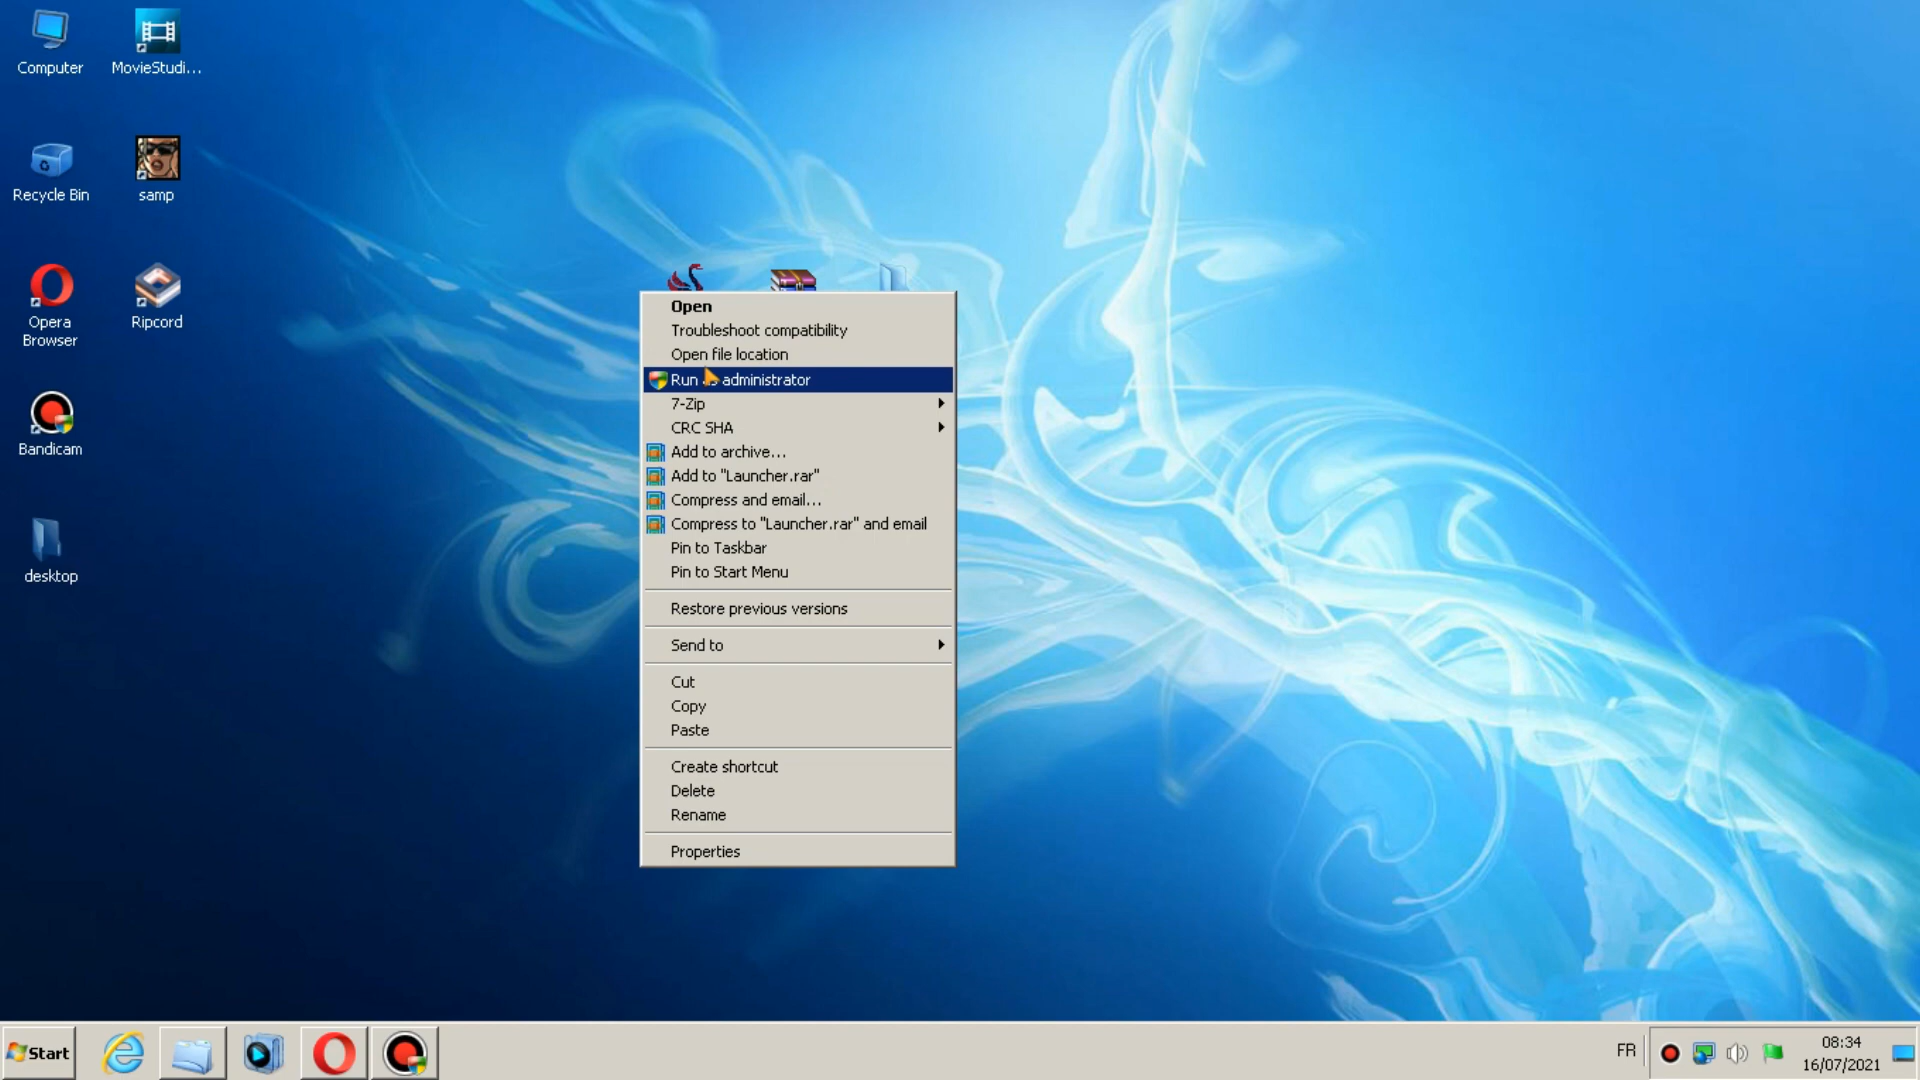 Computer
MovieStudi...
Recycle Bin
samp
Opera
Browser
Ripcord
Bandicam
desktop
Open
Troubleshoot compatibility
Open file location
Run as administrator
7-Zip
CRC SHA
Add to archive...
Add to "Launcher.rar"
Compress and email...
Compress to "Launcher.rar" and email
Pin to Taskbar
Pin to Start Menu
Restore previous versions
Send to
Cut
Copy
Paste
Create shortcut
Delete
Rename
Properties
Start
FR
08:34
16/07/2021